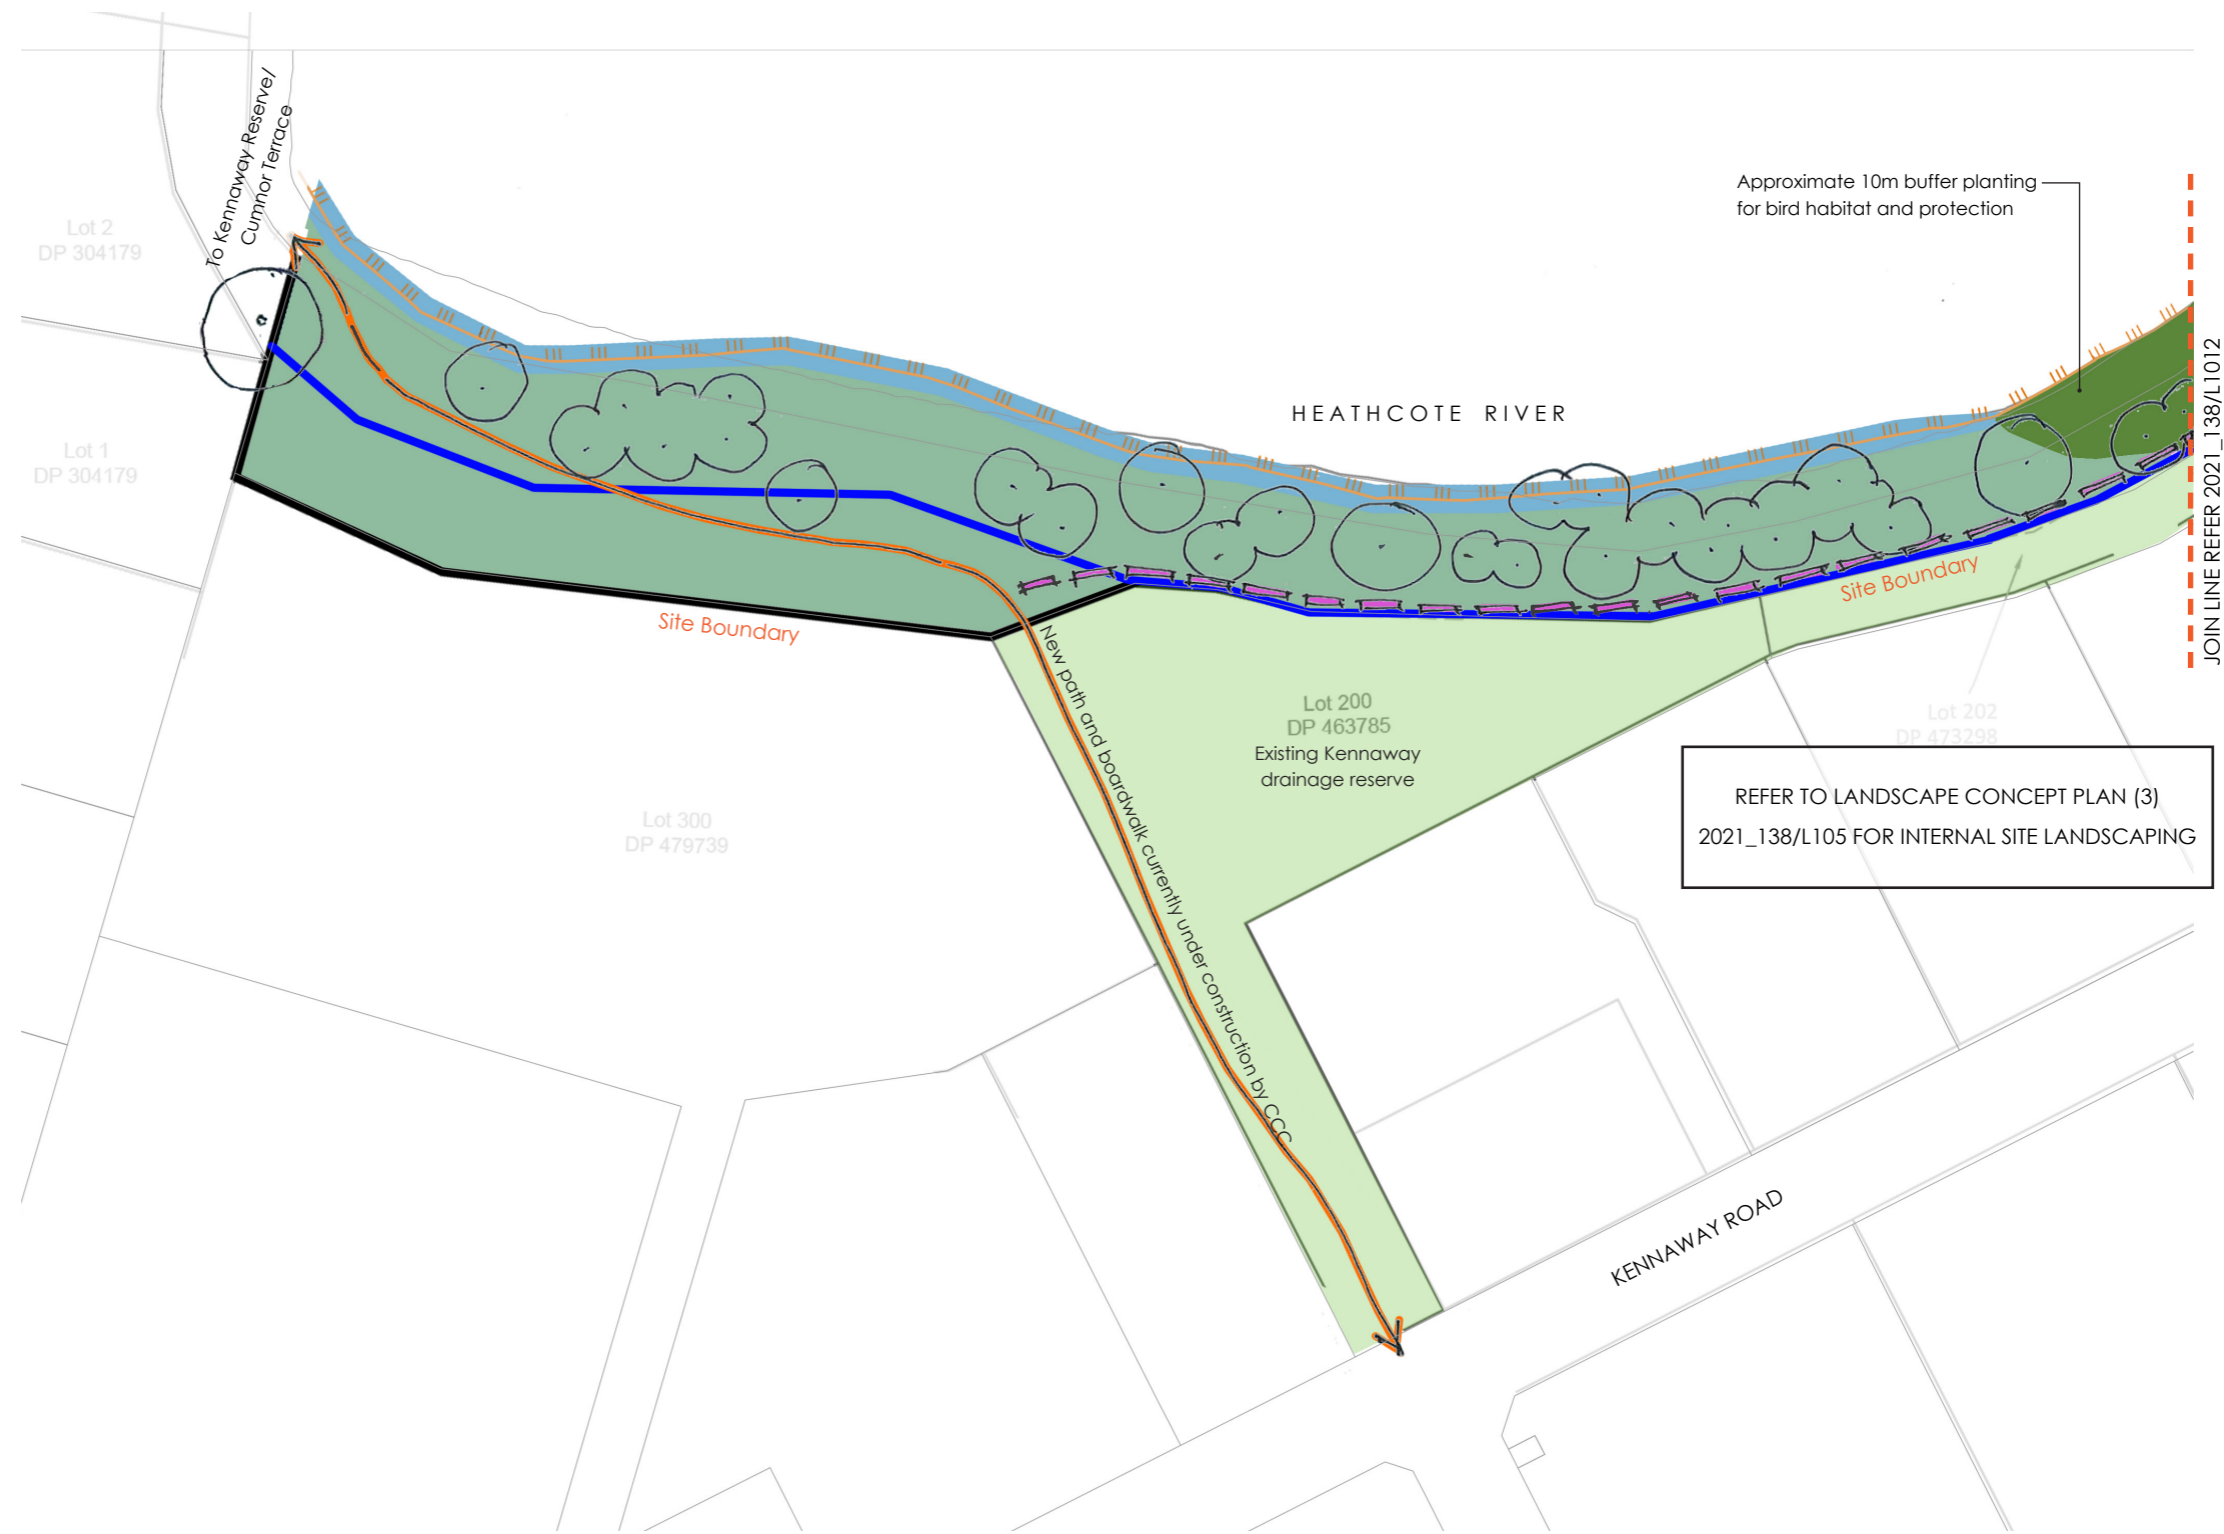 To Kennaway Reserve/
Cumnor Terrace
Lot 2
DP 304179
Approximate 10m buffer planting
for bird habitat and protection
HEATHCOTE RIVER
JOIN LINE REFER 2021_138/L1012
Lot 1
DP 304179
Site Boundary
Site Boundary
New path and boardwalk currently under construction by CCC
Lot 200
DP 463785
Existing Kennaway
drainage reserve
Lot 202
DP 473298
REFER TO LANDSCAPE CONCEPT PLAN (3)
2021_138/L105 FOR INTERNAL SITE LANDSCAPING
Lot 300
DP 479739
KENNAWAY ROAD